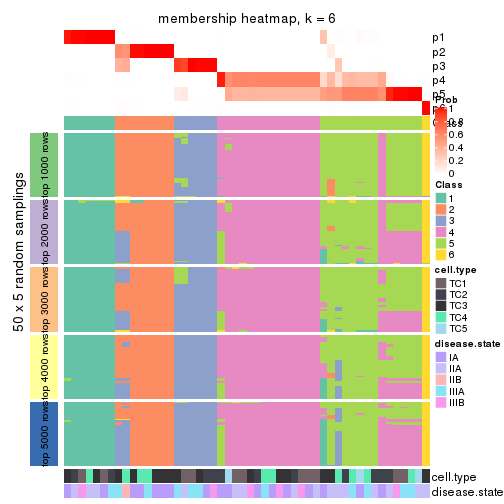 membership heatmap, k = 6
p1
p2
p3
p4
p5
Prob
1
0.8
0.6
0.4
0.2
0
Class
1
2
3
4
5
6
cell.type
TC1
TC2
TC3
TC4
TC5
disease.state
IA
IIA
IIB
IIIA
IIIB
50 x 5 random samplings
top 1000 rows
top 2000 rows
top 3000 rows
top 4000 rows
top 5000 rows
cell.type
disease.state